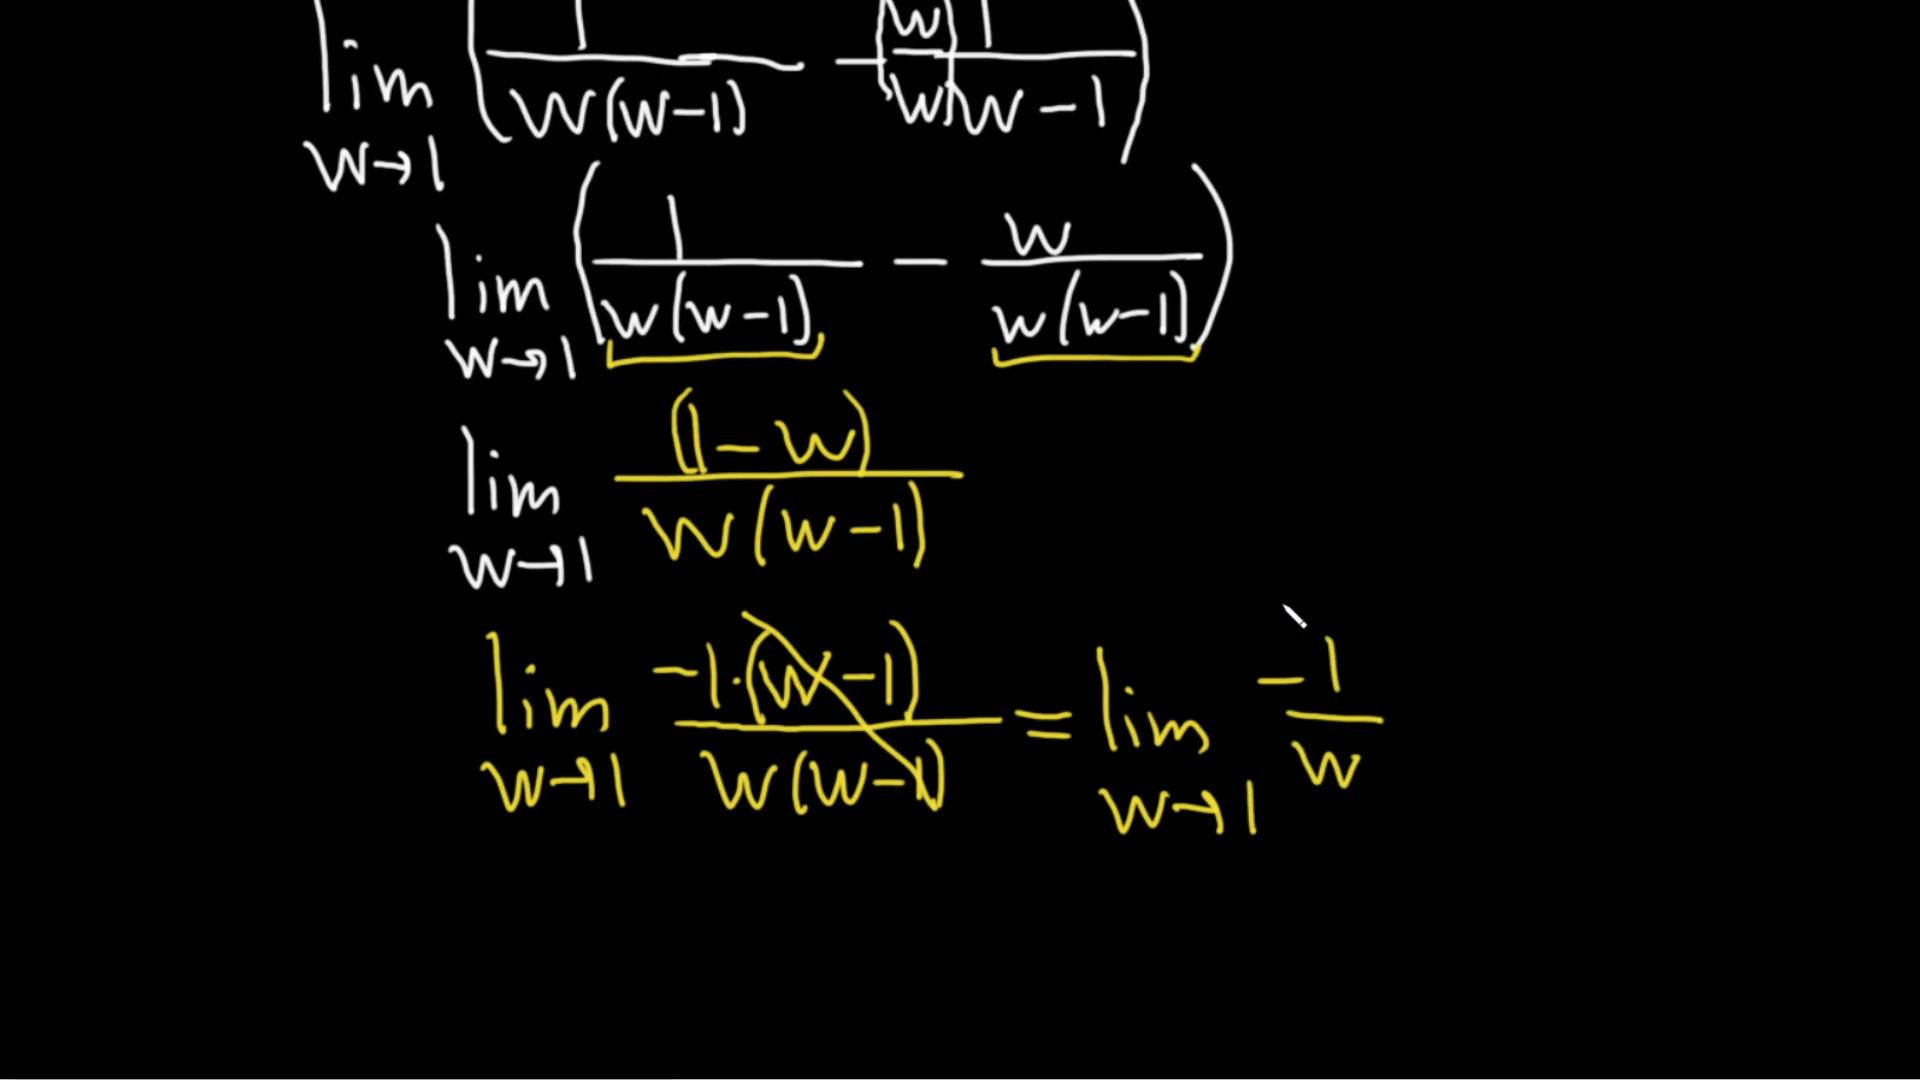 lim w→1 ( 1 / w(w-1) - (w/w) 1 / w-1 )
lim w→1 ( 1 / w(w-1) - w / w(w-1) )
lim w→1 (1-w) / w(w-1)
lim w→1 -1·(w-1) / w(w-1) = lim w→1 -1 / w